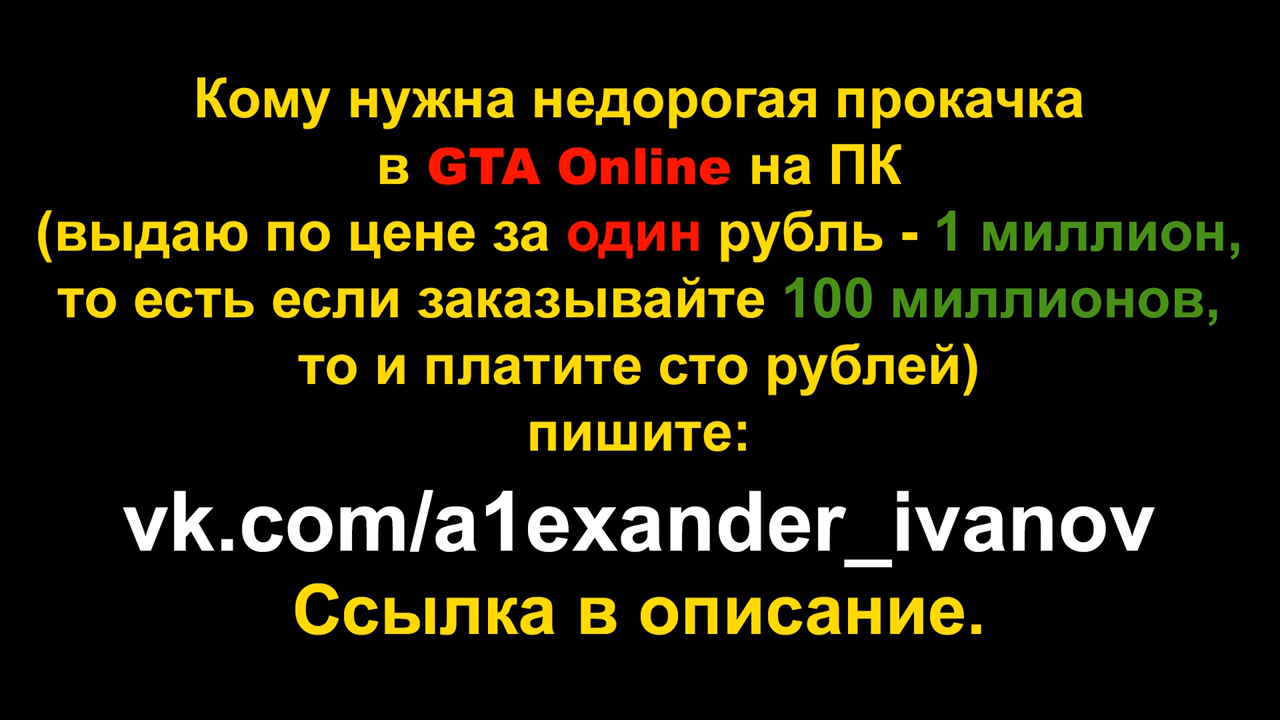 Кому нужна недорогая прокачка
в GTA Online на ПК
(выдаю по цене за один рубль - 1 миллион,
то есть если заказывайте 100 миллионов,
то и платите сто рублей)
пишите:
vk.com/a1exander_ivanov
Ссылка в описание.